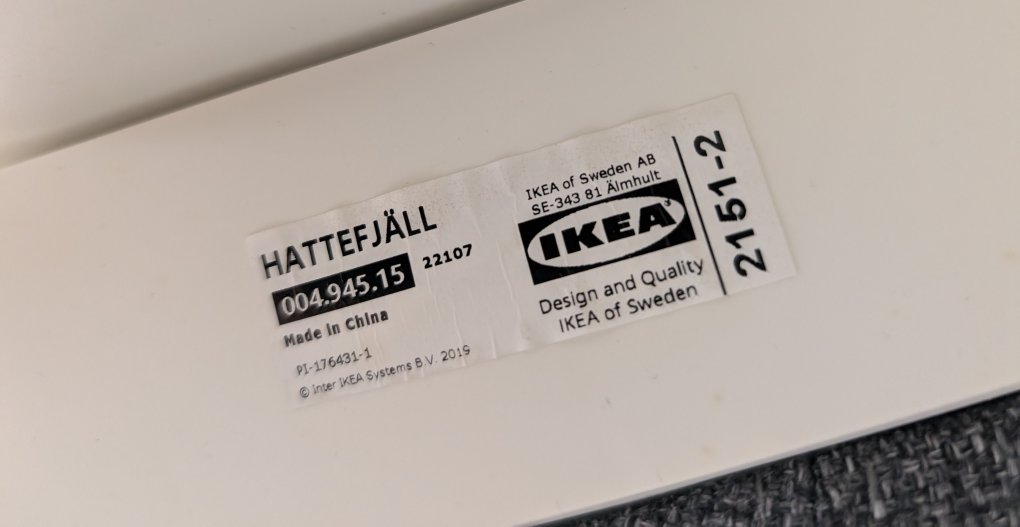 HATTEFJÄLL
004.945.15 22107
Made in China
PI-176431-1
© Inter IKEA Systems B.V. 2019
IKEA of Sweden AB
SE-343 81 Älmhult
IKEA
Design and Quality
IKEA of Sweden
2151-2